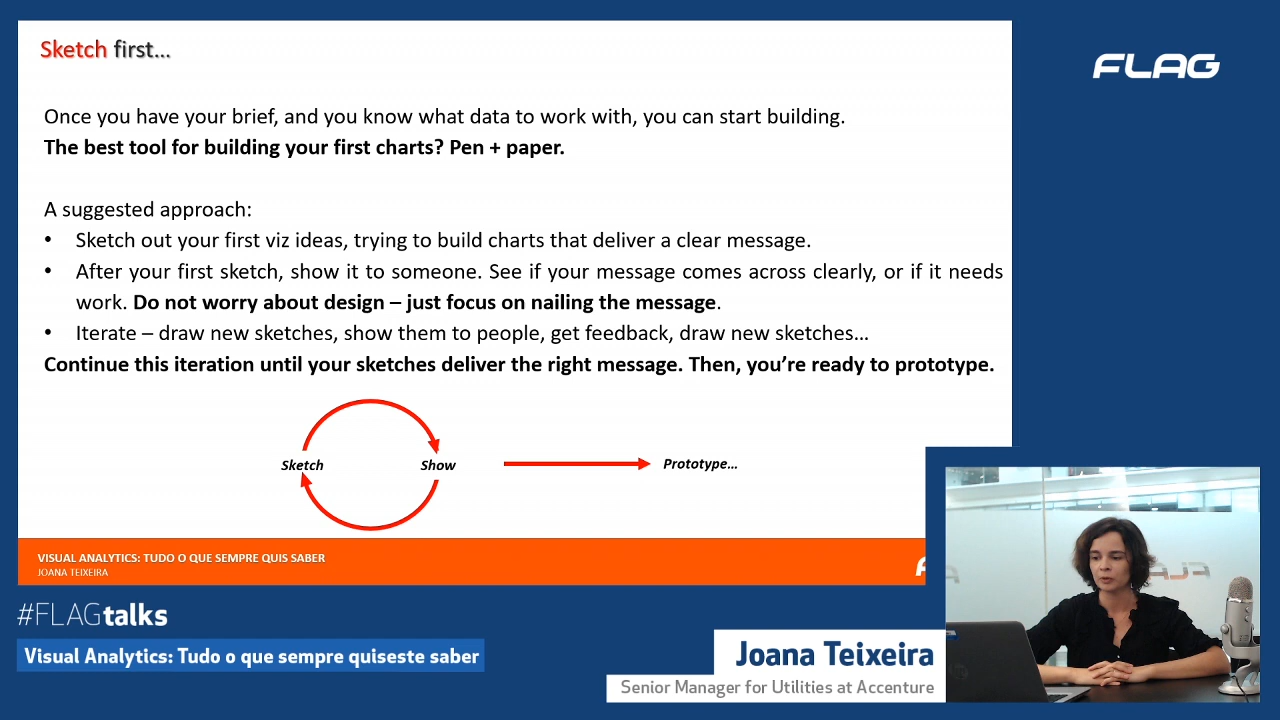 Sketch first...
FLAG
Once you have your brief, and you know what data to work with, you can start building.
The best tool for building your first charts? Pen + paper.
A suggested approach:
• Sketch out your first viz ideas, trying to build charts that deliver a clear message.
• After your first sketch, show it to someone. See if your message comes across clearly, or if it needs
work. Do not worry about design – just focus on nailing the message.
• Iterate – draw new sketches, show them to people, get feedback, draw new sketches...
Continue this iteration until your sketches deliver the right message. Then, you're ready to prototype.
Sketch
Show
Prototype...
VISUAL ANALYTICS: TUDO O QUE SEMPRE QUIS SABER
JOANA TEIXEIRA
#FLAGtalks
Visual Analytics: Tudo o que sempre quiseste saber
Joana Teixeira
Senior Manager for Utilities at Accenture